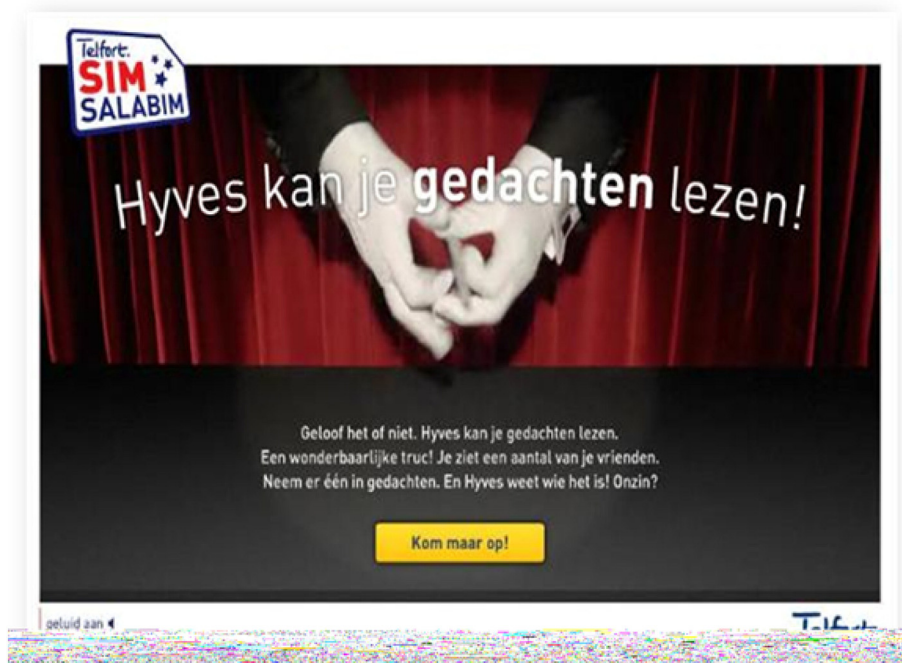 Telfort.
SIM
SALABIM
Hyves kan je gedachten lezen!
Geloof het of niet. Hyves kan je gedachten lezen.
Een wonderbaarlijke truc! Je ziet een aantal van je vrienden.
Neem er één in gedachten. En Hyves weet wie het is! Onzin?
Kom maar op!
geluid aan
Telfort